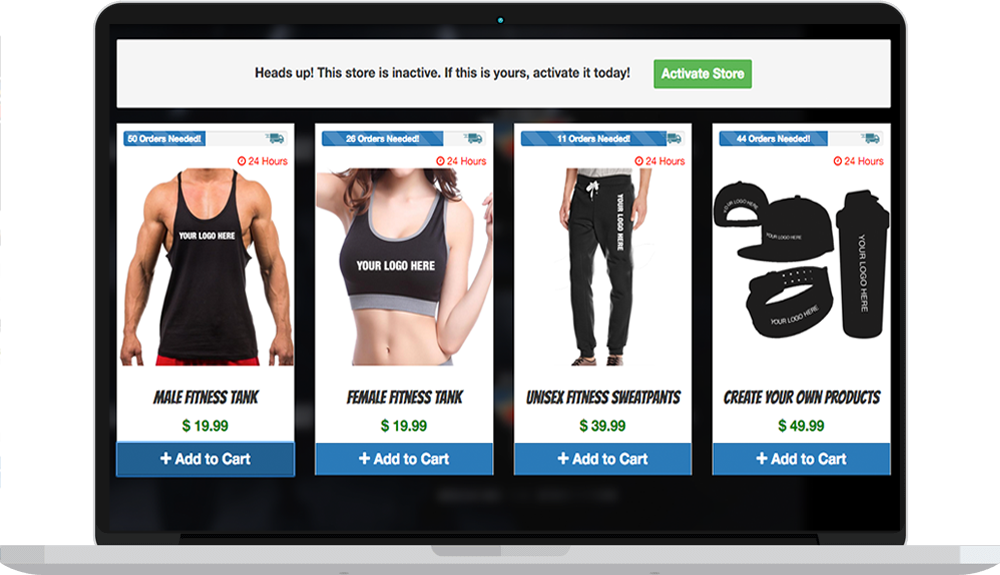 Heads up! This store is inactive. If this is yours, activate it today!
Activate Store
50 Orders Needed!
24 Hours
YOUR LOGO HERE
MALE FITNESS TANK
$ 19.99
+ Add to Cart
26 Orders Needed!
24 Hours
YOUR LOGO HERE
FEMALE FITNESS TANK
$ 19.99
+ Add to Cart
11 Orders Needed!
24 Hours
YOUR LOGO HERE
UNISEX FITNESS SWEATPANTS
$ 39.99
+ Add to Cart
44 Orders Needed!
24 Hours
YOUR LOGO HERE
YOUR LOGO HERE
YOUR LOGO HERE
YOUR LOGO HERE
CREATE YOUR OWN PRODUCTS
$ 49.99
+ Add to Cart